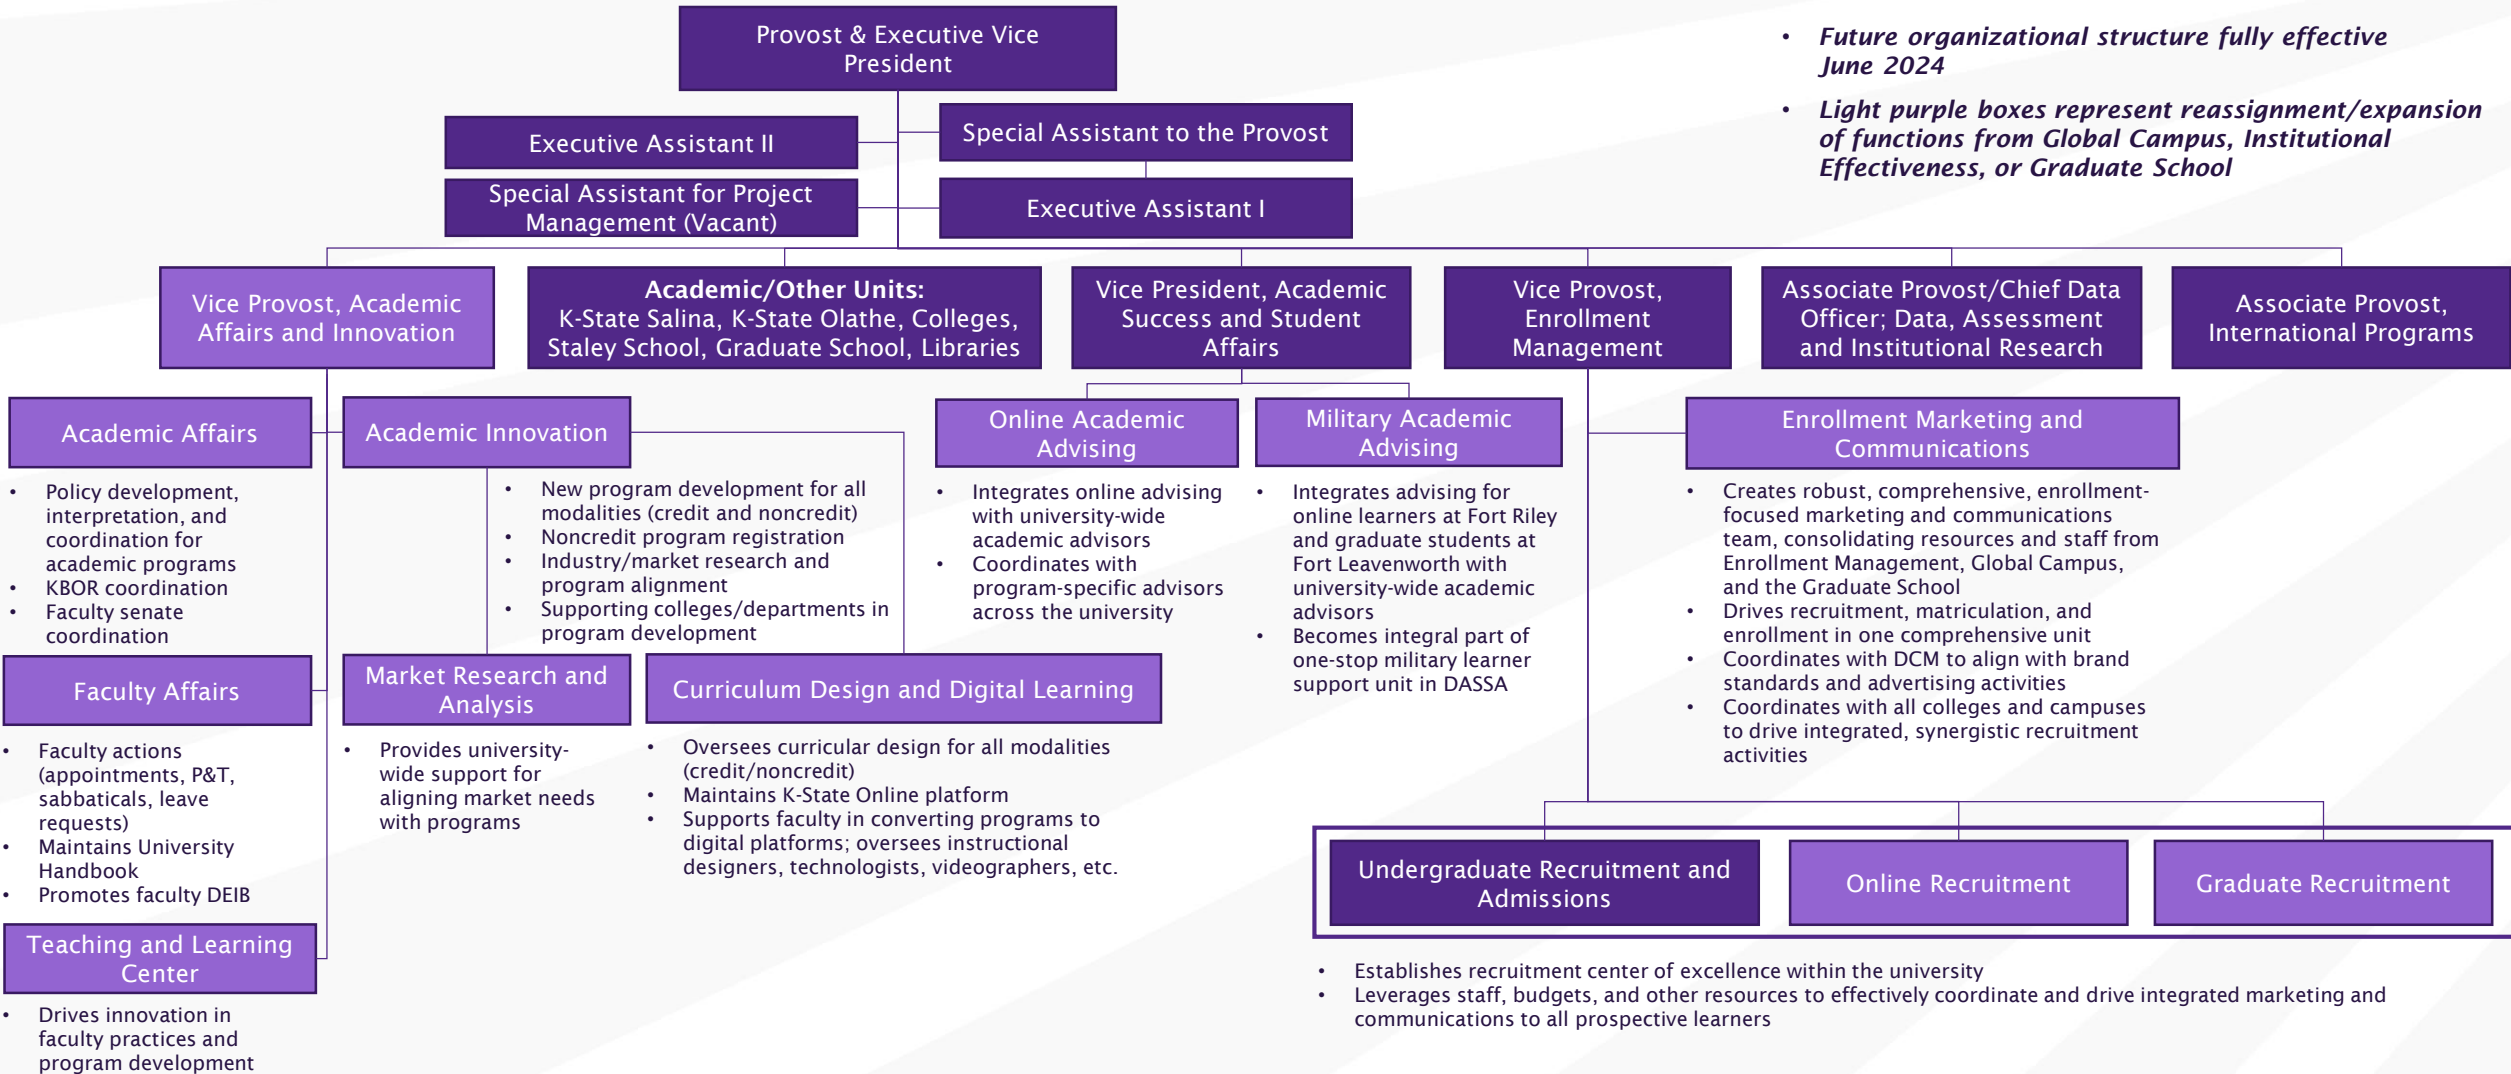 Provost & Executive Vice
President
• Future organizational structure fully effective
June 2024
• Light purple boxes represent reassignment/expansion
of functions from Global Campus, Institutional
Effectiveness, or Graduate School
Executive Assistant II
Special Assistant to the Provost
Special Assistant for Project
Management (Vacant)
Executive Assistant I
Vice Provost, Academic
Affairs and Innovation
Academic/Other Units:
K-State Salina, K-State Olathe, Colleges,
Staley School, Graduate School, Libraries
Vice President, Academic
Success and Student
Affairs
Vice Provost,
Enrollment
Management
Associate Provost/Chief Data
Officer; Data, Assessment
and Institutional Research
Associate Provost,
International Programs
Academic Affairs
• Policy development,
interpretation, and
coordination for
academic programs
• KBOR coordination
• Faculty senate
coordination
Academic Innovation
• New program development for all
modalities (credit and noncredit)
• Noncredit program registration
• Industry/market research and
program alignment
• Supporting colleges/departments in
program development
Online Academic
Advising
• Integrates online advising
with university-wide
academic advisors
• Coordinates with
program-specific advisors
across the university
Military Academic
Advising
• Integrates advising for
online learners at Fort Riley
and graduate students at
Fort Leavenworth with
university-wide academic
advisors
• Becomes integral part of
one-stop military learner
support unit in DASSA
Enrollment Marketing and
Communications
• Creates robust, comprehensive, enrollment-
focused marketing and communications
team, consolidating resources and staff from
Enrollment Management, Global Campus,
and the Graduate School
• Drives recruitment, matriculation, and
enrollment in one comprehensive unit
• Coordinates with DCM to align with brand
standards and advertising activities
• Coordinates with all colleges and campuses
to drive integrated, synergistic recruitment
activities
Faculty Affairs
• Faculty actions
(appointments, P&T,
sabbaticals, leave
requests)
• Maintains University
Handbook
• Promotes faculty DEIB
Market Research and
Analysis
• Provides university-
wide support for
aligning market needs
with programs
Curriculum Design and Digital Learning
• Oversees curricular design for all modalities
(credit/noncredit)
• Maintains K-State Online platform
• Supports faculty in converting programs to
digital platforms; oversees instructional
designers, technologists, videographers, etc.
Undergraduate Recruitment and
Admissions
Online Recruitment
Graduate Recruitment
• Establishes recruitment center of excellence within the university
• Leverages staff, budgets, and other resources to effectively coordinate and drive integrated marketing and
communications to all prospective learners
Teaching and Learning
Center
• Drives innovation in
faculty practices and
program development